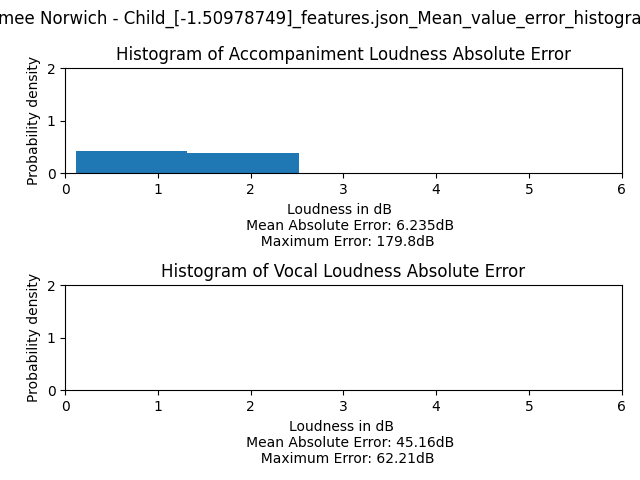 mee Norwich - Child_[-1.50978749]_features.json_Mean_value_error_histogra
Histogram of Accompaniment Loudness Absolute Error
Probability density
2
1
0
0 1 2 3 4 5 6
Loudness in dB
Mean Absolute Error: 6.235dB
Maximum Error: 179.8dB
Histogram of Vocal Loudness Absolute Error
Probability density
2
1
0
0 1 2 3 4 5 6
Loudness in dB
Mean Absolute Error: 45.16dB
Maximum Error: 62.21dB